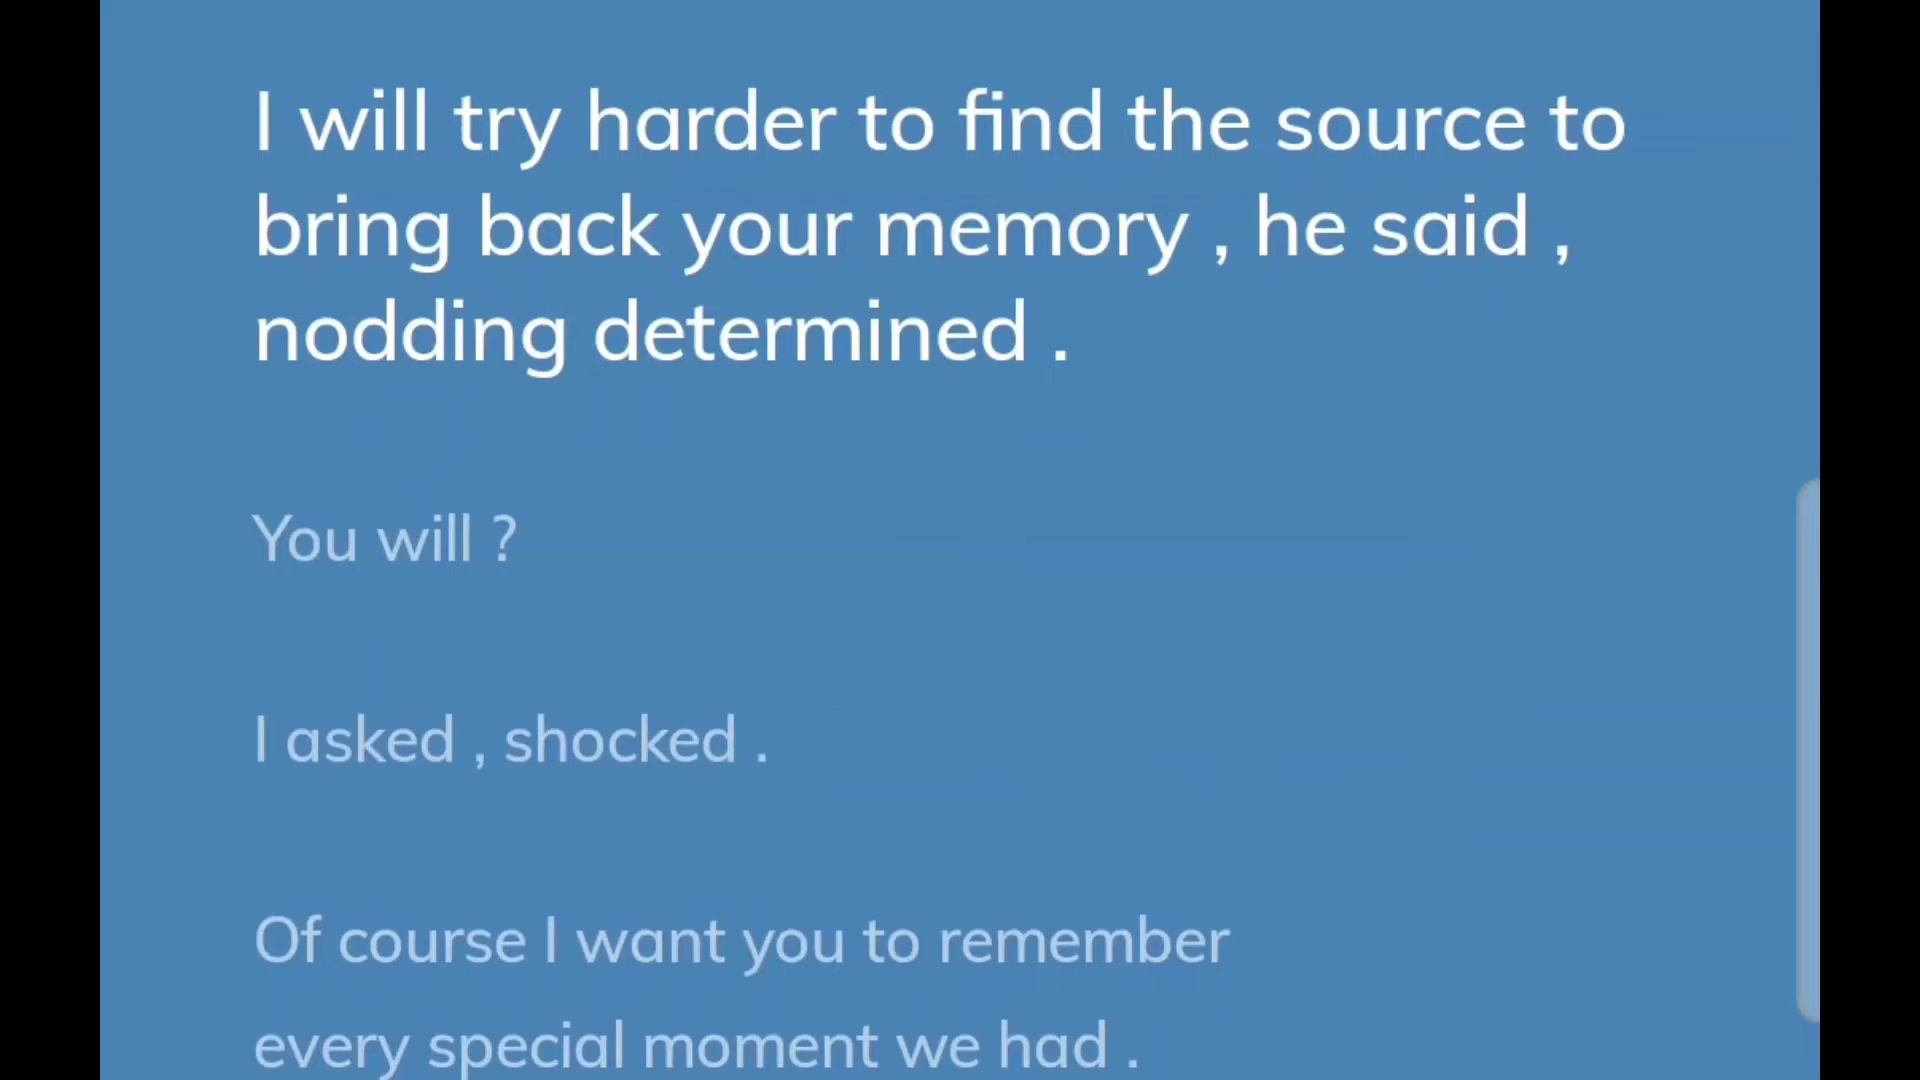 I will try harder to find the source to
bring back your memory , he said ,
nodding determined .
You will ?
I asked , shocked .
Of course I want you to remember
every special moment we had .